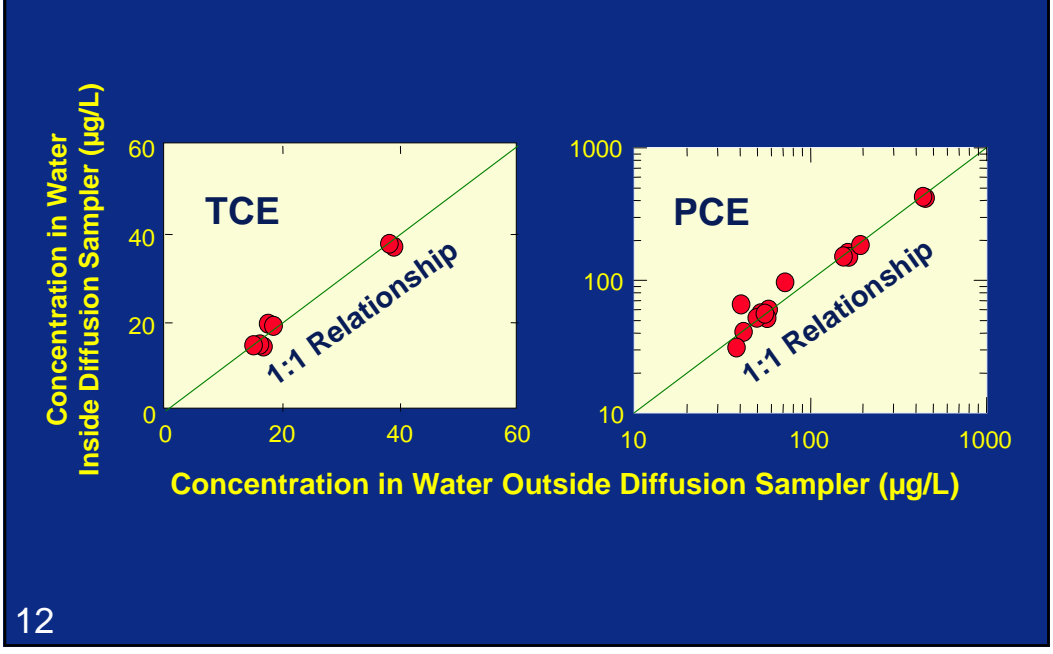 Concentration in Water
Inside Diffusion Sampler (µg/L)
60
40
20
0
0
20
40
60
TCE
1:1 Relationship
1000
100
10
10
100
1000
PCE
1:1 Relationship
Concentration in Water Outside Diffusion Sampler (µg/L)
12